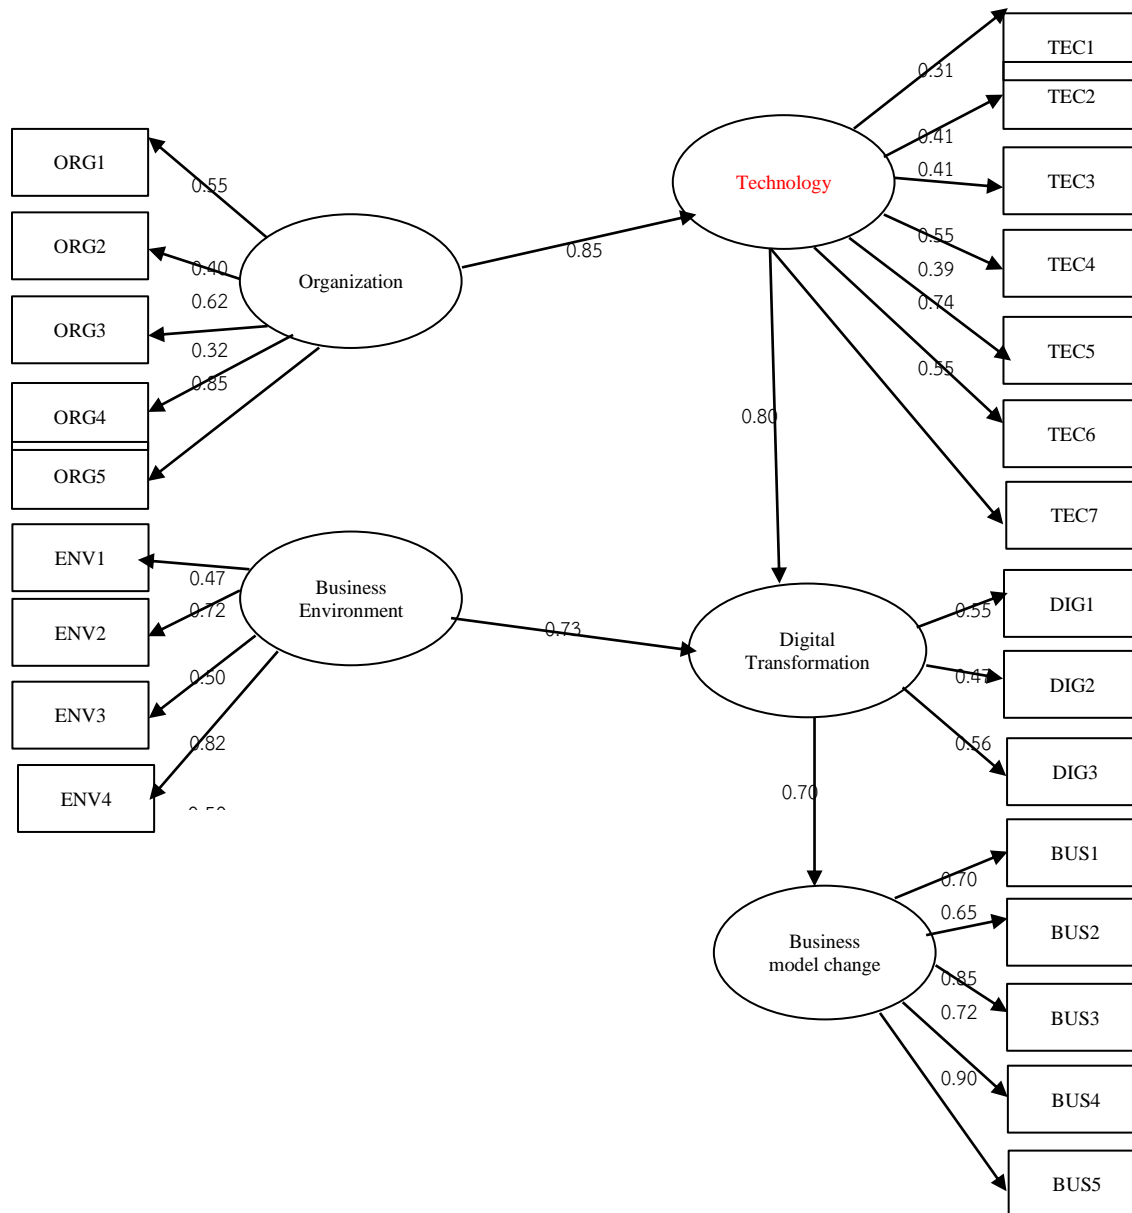 TEC1
0.31
TEC2
0.41
0.41
TEC3
0.55
TEC4
0.39
0.74
TEC5
0.55
TEC6
TEC7
Technology
ORG1
0.55
ORG2
0.40
0.62
ORG3
0.32
0.85
ORG4
ORG5
Organization
0.85
0.80
ENV1
0.47
ENV2
0.72
0.50
ENV3
0.82
ENV4
Business
Environment
0.73
Digital
Transformation
0.55
DIG1
0.47
DIG2
0.56
DIG3
0.70
Business
model change
BUS1
0.70
0.65
BUS2
0.85
0.72
BUS3
0.90
BUS4
BUS5